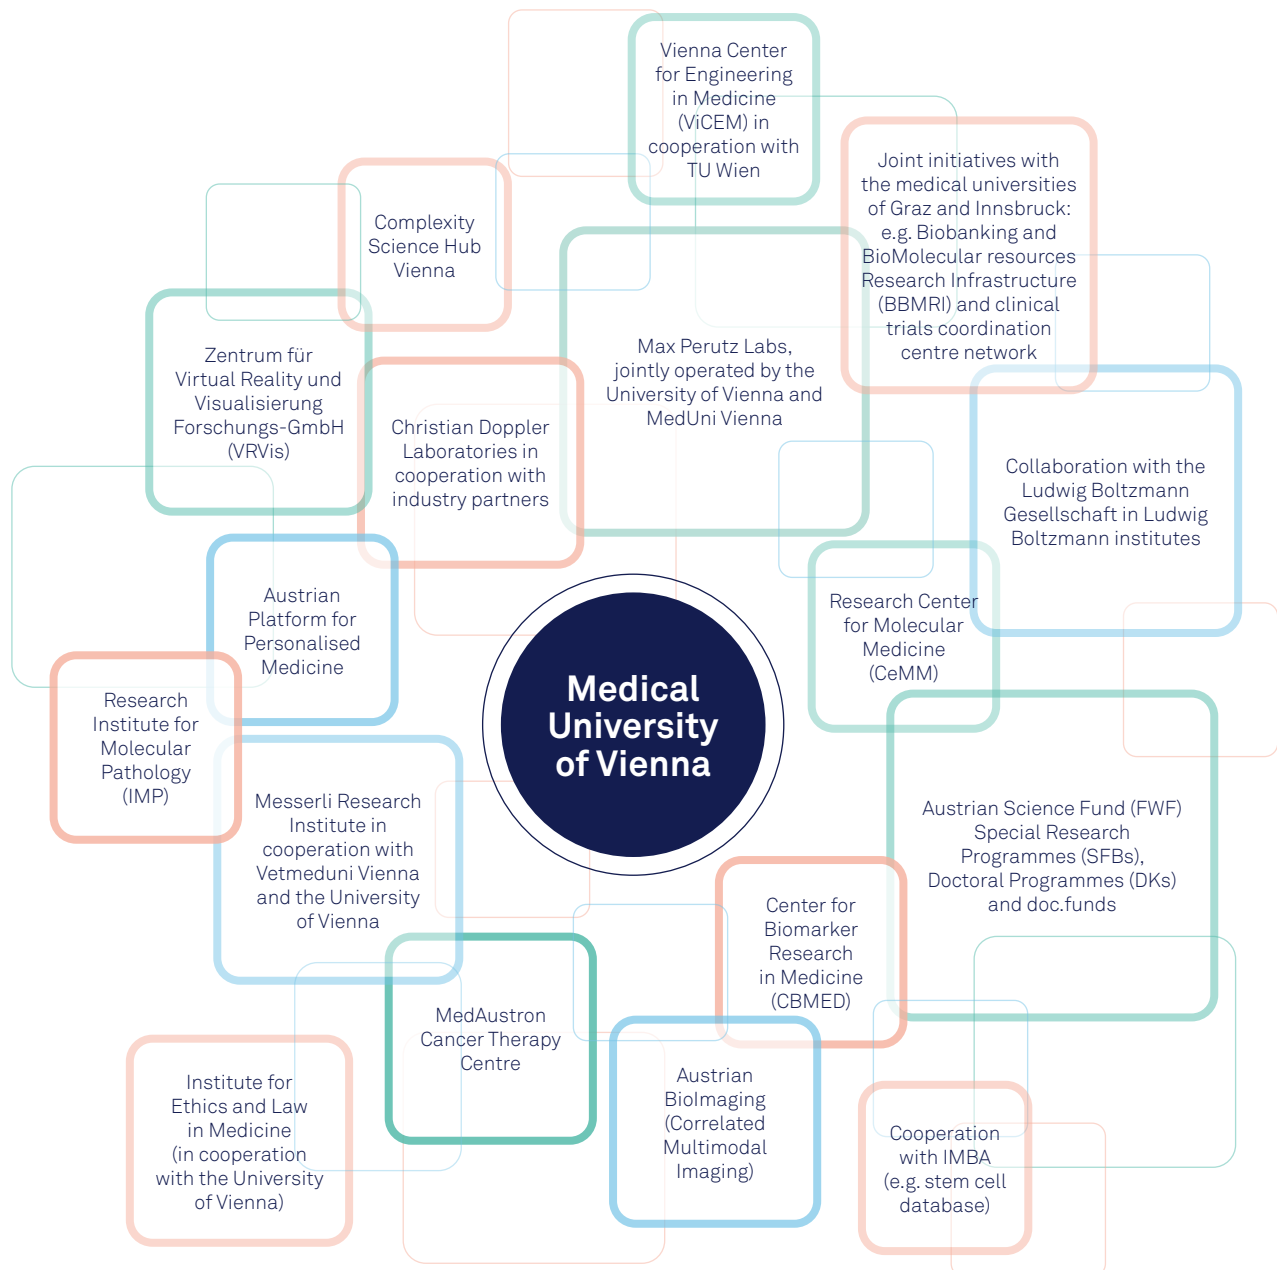 Vienna Center
for Engineering
in Medicine
(ViCEM) in
cooperation with
TU Wien
Joint initiatives with
the medical universities
of Graz and Innsbruck:
e.g. Biobanking and
BioMolecular resources
Research Infrastructure
(BBMRI) and clinical
trials coordination
centre network
Complexity
Science Hub
Vienna
Zentrum für
Virtual Reality und
Visualisierung
Forschungs-GmbH
(VRVis)
Max Perutz Labs,
jointly operated by the
University of Vienna and
MedUni Vienna
Christian Doppler
Laboratories in
cooperation with
industry partners
Collaboration with the
Ludwig Boltzmann
Gesellschaft in Ludwig
Boltzmann institutes
Austrian
Platform for
Personalised
Medicine
Research Center
for Molecular
Medicine
(CeMM)
Medical
University
of Vienna
Research
Institute for
Molecular
Pathology
(IMP)
Messerli Research
Institute in
cooperation with
Vetmeduni Vienna
and the University
of Vienna
Austrian Science Fund (FWF)
Special Research
Programmes (SFBs),
Doctoral Programmes (DKs)
and doc.funds
Center for
Biomarker
Research
in Medicine
(CBMED)
MedAustron
Cancer Therapy
Centre
Institute for
Ethics and Law
in Medicine
(in cooperation
with the University
of Vienna)
Austrian
BioImaging
(Correlated
Multimodal
Imaging)
Cooperation
with IMBA
(e.g. stem cell
database)